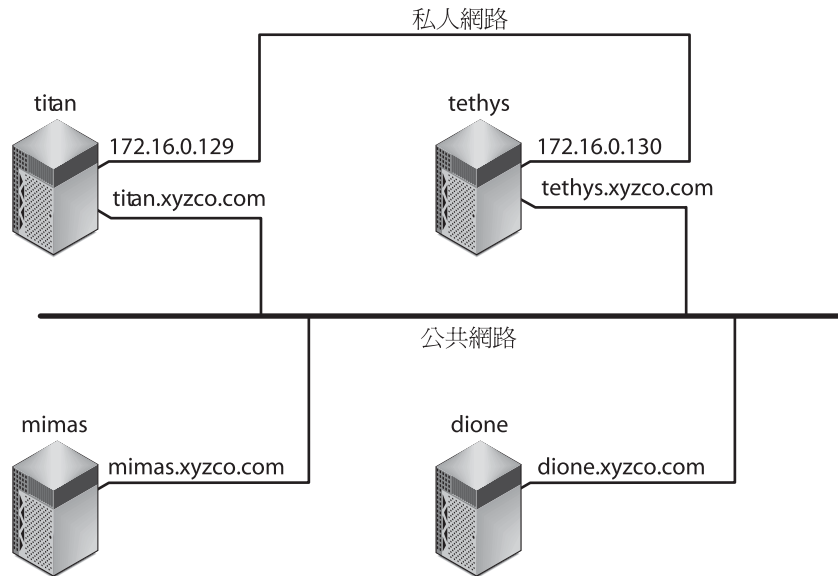 私人網路
titan
tethys
172.16.0.129
172.16.0.130
titan.xyzco.com
tethys.xyzco.com
公共網路
mimas
dione
mimas.xyzco.com
dione.xyzco.com